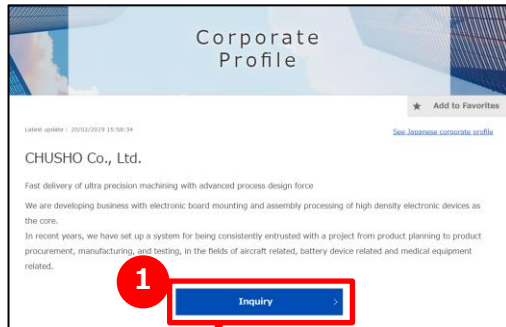 Corporate
Profile
★ Add to Favorites
Latest update : 20/02/2019 15:58:34
See Japanese corporate profile
CHUSHO Co., Ltd.
Fast delivery of ultra precision machining with advanced process design force
We are developing business with electronic board mounting and assembly processing of high density electronic devices as
the core.
In recent years, we have set up a system for being consistently entrusted with a project from product planning to product
procurement, manufacturing, and testing, in the fields of aircraft related, battery device related and medical equipment
related.
1
Inquiry >